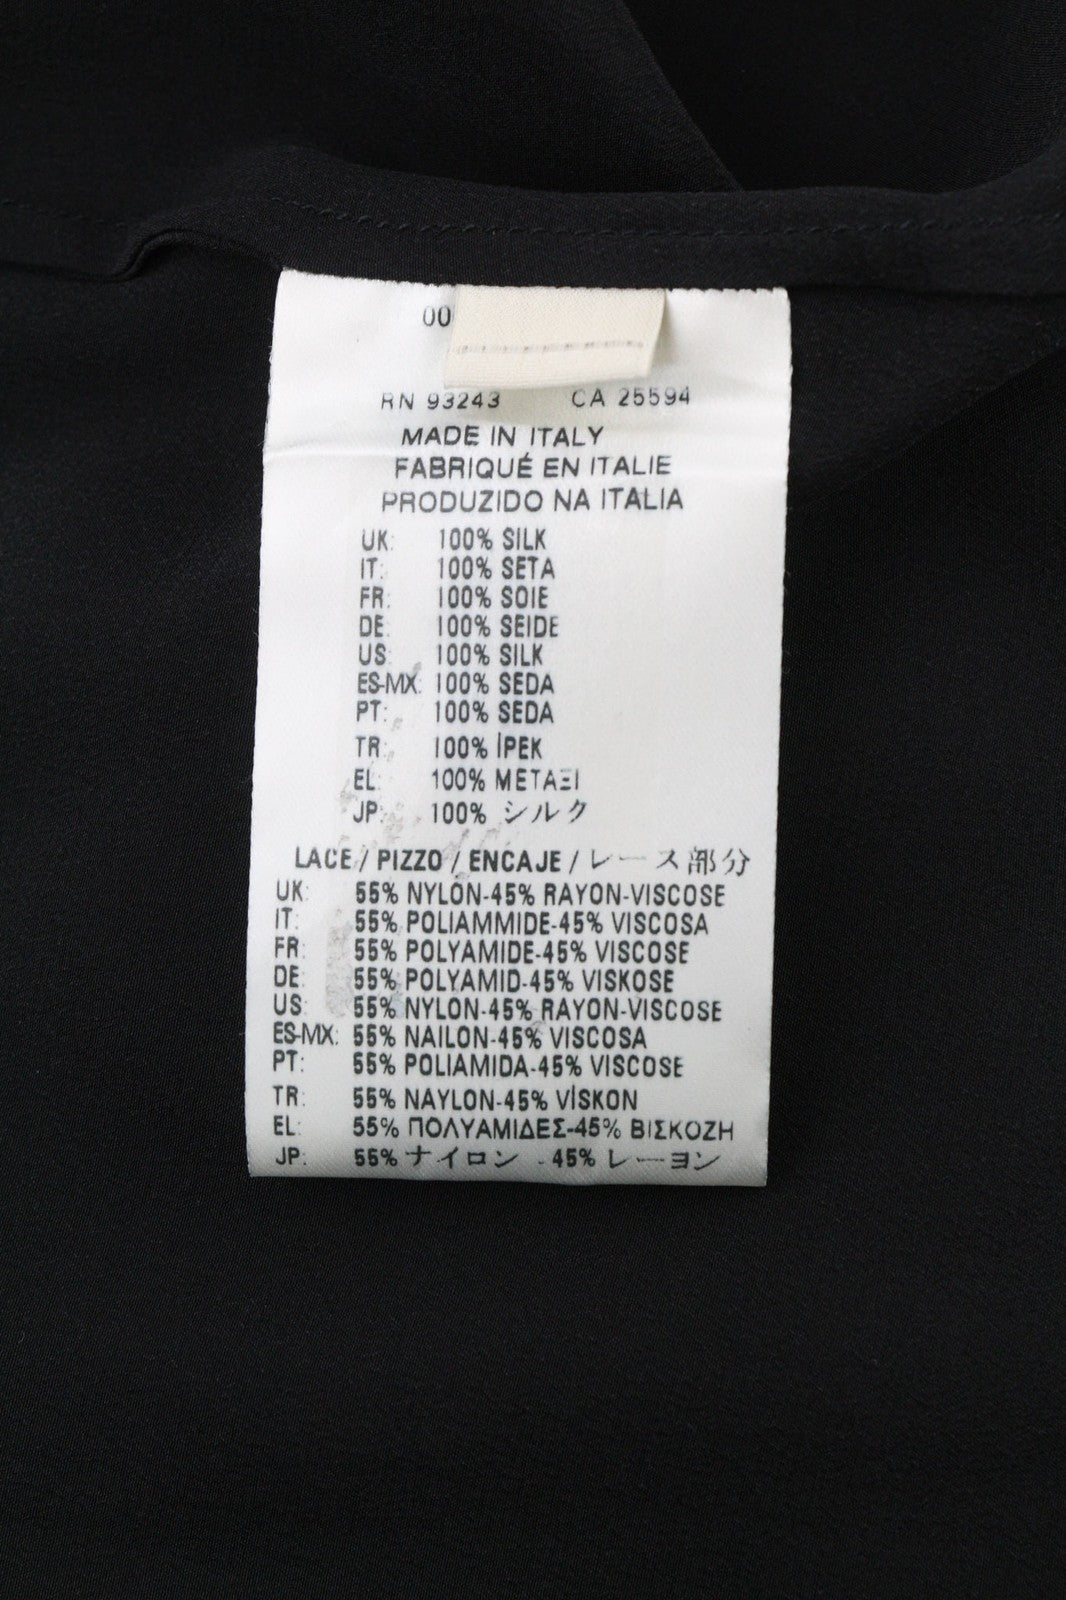 00
RN 93243 CA 25594
MADE IN ITALY
FABRIQUÉ EN ITALIE
PRODUZIDO NA ITALIA
UK: 100% SILK
IT: 100% SETA
FR: 100% SOIE
DE: 100% SEIDE
US: 100% SILK
ES-MX: 100% SEDA
PT: 100% SEDA
TR: 100% İPEK
EL: 100% ΜΕΤΑΞΙ
JP: 100% シルク
LACE / PIZZO / ENCAJE / レース部分
UK: 55% NYLON-45% RAYON-VISCOSE
IT: 55% POLIAMMIDE-45% VISCOSA
FR: 55% POLYAMIDE-45% VISCOSE
DE: 55% POLYAMID-45% VISKOSE
US: 55% NYLON-45% RAYON-VISCOSE
ES-MX: 55% NAILON-45% VISCOSA
PT: 55% POLIAMIDA-45% VISCOSE
TR: 55% NAYLON-45% VİSKON
EL: 55% ΠΟΛΥΑΜΙΔΕΣ-45% ΒΙΣΚΟΖΗ
JP: 55% ナイロン -45% レーヨン